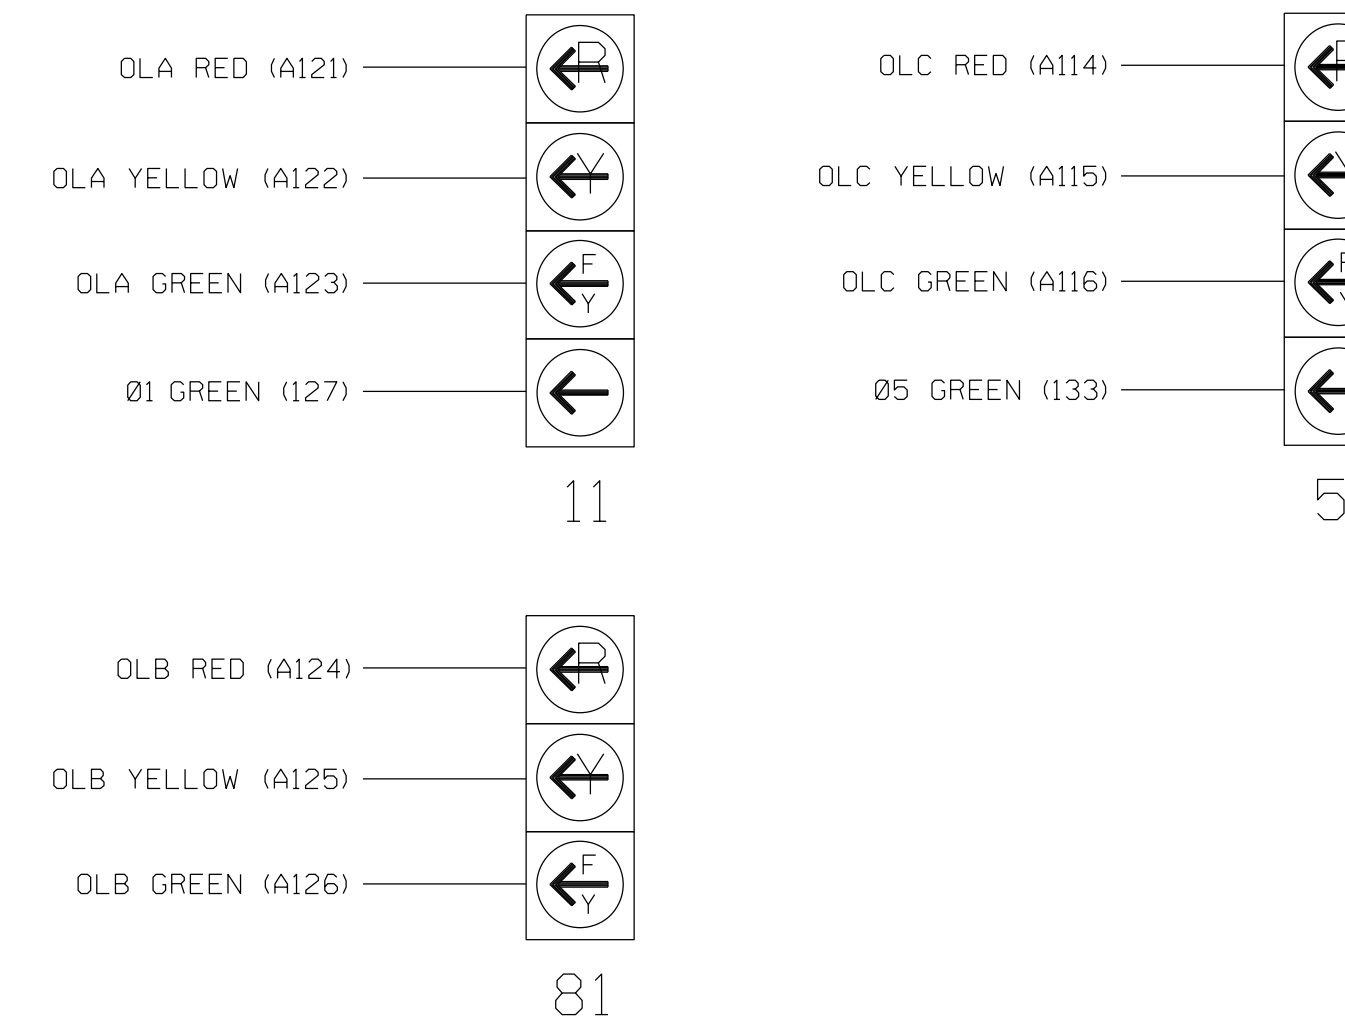 OLA RED (A121)
R
OLA YELLOW (A122)
Y
OLA GREEN (A123)
F
Y
Ø1 GREEN (127)
11
OLC RED (A114)
OLC YELLOW (A115)
OLC GREEN (A116)
Ø5 GREEN (133)
5
OLB RED (A124)
R
OLB YELLOW (A125)
Y
OLB GREEN (A126)
F
Y
81